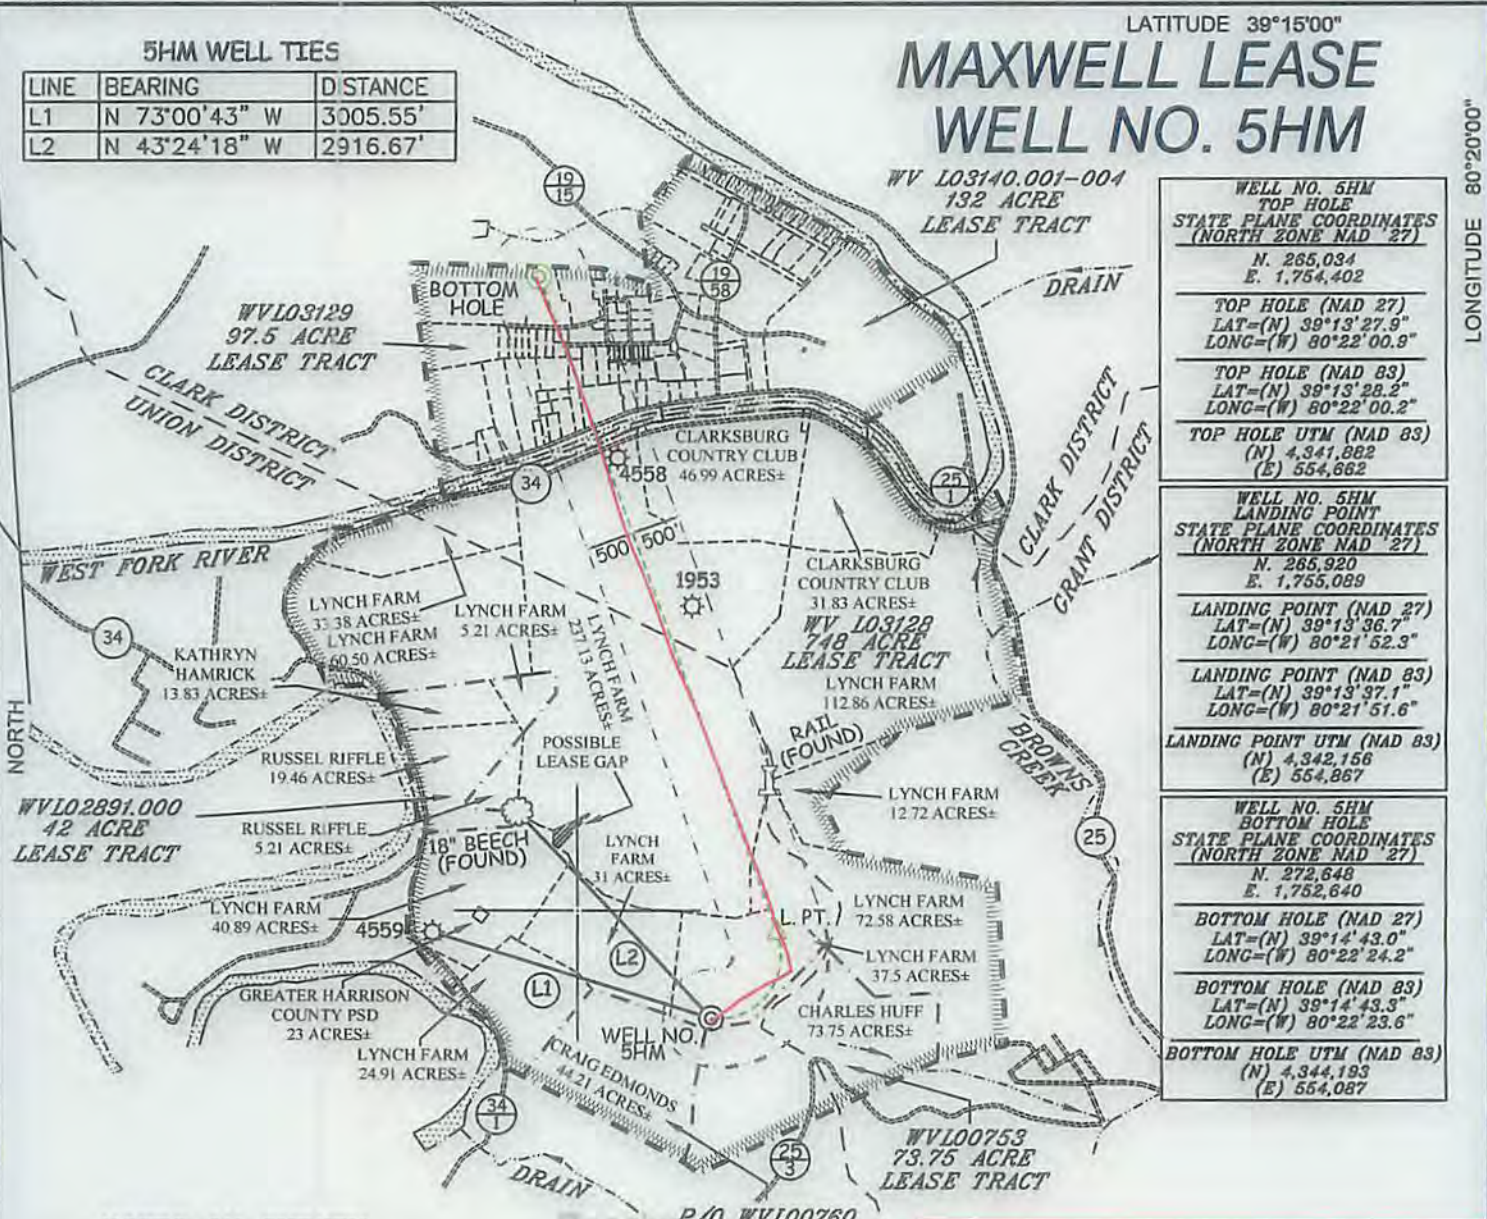 LATITUDE 39°15'00"
MAXWELL LEASE
WELL NO. 5HM
LONGITUDE 80°20'00"
5HM WELL TIES
LINE BEARING DISTANCE
L1 N 73°00'43" W 3005.55'
L2 N 43°24'18" W 2916.67'
19
15
WV L03140.001-004
132 ACRE
LEASE TRACT
19
58
DRAIN
BOTTOM
HOLE
WVL03129
97.5 ACRE
LEASE TRACT
CLARK DISTRICT
UNION DISTRICT
CLARKSBURG
COUNTRY CLUB
46.99 ACRES±
4558
34
25
1
CLARK DISTRICT
GRANT DISTRICT
500' 500'
WEST FORK RIVER
1953
CLARKSBURG
COUNTRY CLUB
31.83 ACRES±
WV L03128
748 ACRE
LEASE TRACT
LYNCH FARM
112.86 ACRES±
LYNCH FARM
33.38 ACRES±
LYNCH FARM
60.50 ACRES±
LYNCH FARM
5.21 ACRES±
LYNCH FARM
237.13 ACRES±
34
KATHRYN
HAMRICK
13.83 ACRES±
NORTH
RAIL
(FOUND)
BROWNS
CREEK
RUSSEL RIFFLE
19.46 ACRES±
POSSIBLE
LEASE GAP
LYNCH FARM
12.72 ACRES±
WVL02891.000
42 ACRE
LEASE TRACT
RUSSEL RIFFLE
5.21 ACRES±
18" BEECH
(FOUND)
LYNCH
FARM
31 ACRES±
25
LYNCH FARM
40.89 ACRES±
4559
L. PT.
LYNCH FARM
72.58 ACRES±
LYNCH FARM
37.5 ACRES±
L2
L1
GREATER HARRISON
COUNTY PSD
23 ACRES±
WELL NO.
5HM
CHARLES HUFF
73.75 ACRES±
LYNCH FARM
24.91 ACRES±
CRAIG EDMONDS
44.21 ACRES±
34
1
25
3
DRAIN
WVL00753
73.75 ACRE
LEASE TRACT
P/O WVL00760
WELL NO. 5HM
TOP HOLE
STATE PLANE COORDINATES
(NORTH ZONE NAD '27)
N. 265,034
E. 1,754,402
TOP HOLE (NAD 27)
LAT=(N) 39°13'27.9"
LONG=(W) 80°22'00.9"
TOP HOLE (NAD 83)
LAT=(N) 39°13'28.2"
LONG=(W) 80°22'00.2"
TOP HOLE UTM (NAD 83)
(N) 4,341,882
(E) 554,662
WELL NO. 5HM
LANDING POINT
STATE PLANE COORDINATES
(NORTH ZONE NAD '27)
N. 265,920
E. 1,755,089
LANDING POINT (NAD 27)
LAT=(N) 39°13'36.7"
LONG=(W) 80°21'52.3"
LANDING POINT (NAD 83)
LAT=(N) 39°13'37.1"
LONG=(W) 80°21'51.6"
LANDING POINT UTM (NAD 83)
(N) 4,342,156
(E) 554,867
WELL NO. 5HM
BOTTOM HOLE
STATE PLANE COORDINATES
(NORTH ZONE NAD '27)
N. 272,648
E. 1,752,640
BOTTOM HOLE (NAD 27)
LAT=(N) 39°14'43.0"
LONG=(W) 80°22'24.2"
BOTTOM HOLE (NAD 83)
LAT=(N) 39°14'43.3"
LONG=(W) 80°22'23.6"
BOTTOM HOLE UTM (NAD 83)
(N) 4,344,193
(E) 554,087